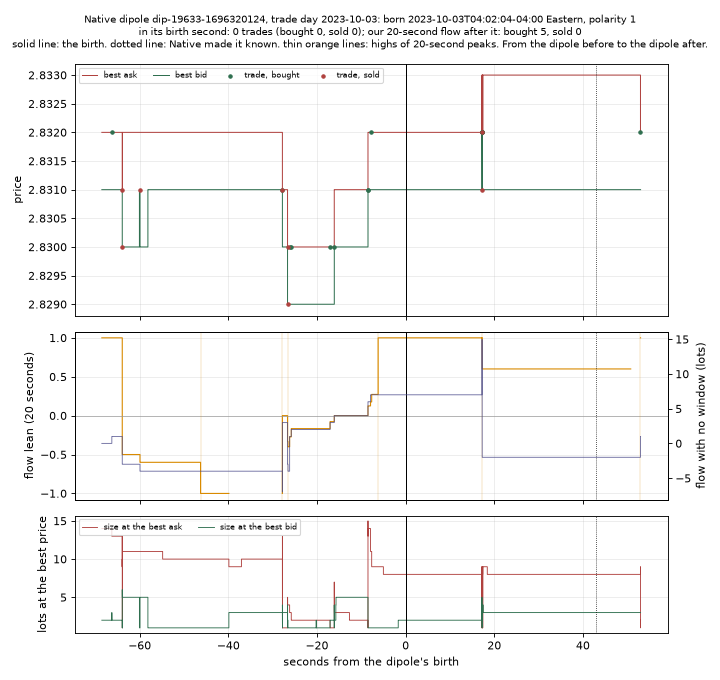 Native dipole dip-19633-1696320124, trade day 2023-10-03: born 2023-10-03T04:02:04-04:00 Eastern, polarity 1
in its birth second: 0 trades (bought 0, sold 0); our 20-second flow after it: bought 5, sold 0
solid line: the birth. dotted line: Native made it known. thin orange lines: highs of 20-second peaks. From the dipole before to the dipole after.
best ask best bid trade, bought trade, sold
2.8330
2.8325
2.8320
2.8315
2.8310
2.8305
2.8300
2.8295
2.8290
price
1.0
0.5
0.0
−0.5
−1.0
flow lean (20 seconds)
15
10
5
0
−5
flow with no window (lots)
size at the best ask size at the best bid
15
10
5
lots at the best price
−60 −40 −20 0 20 40
seconds from the dipole's birth